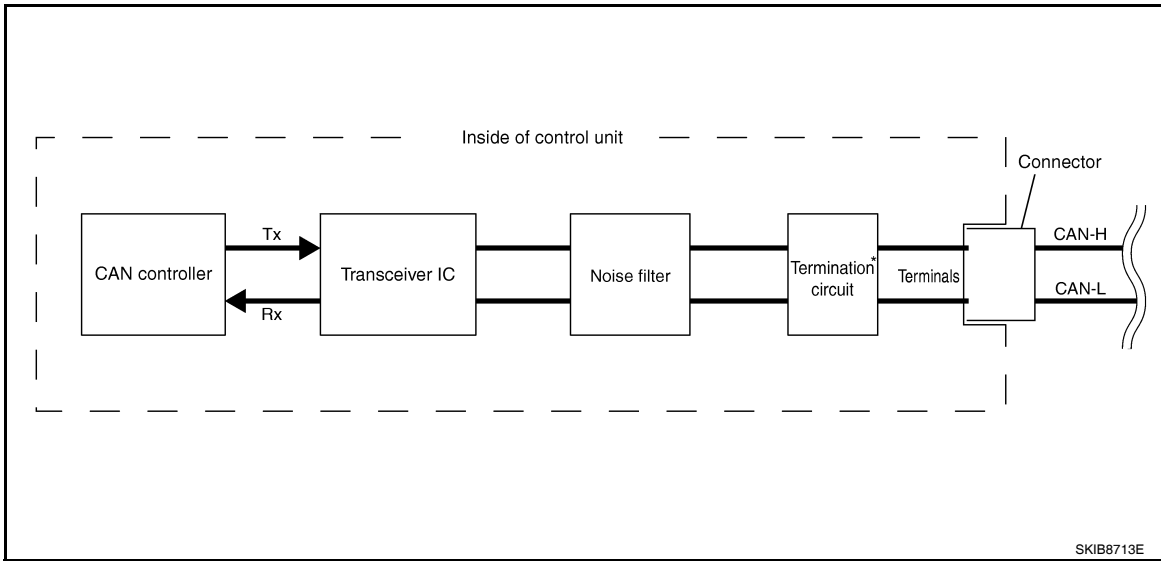 Inside of control unit
Connector
CAN controller
Tx
Rx
Transceiver IC
Noise filter
Termination*
circuit
Terminals
CAN-H
CAN-L
SKIB8713E